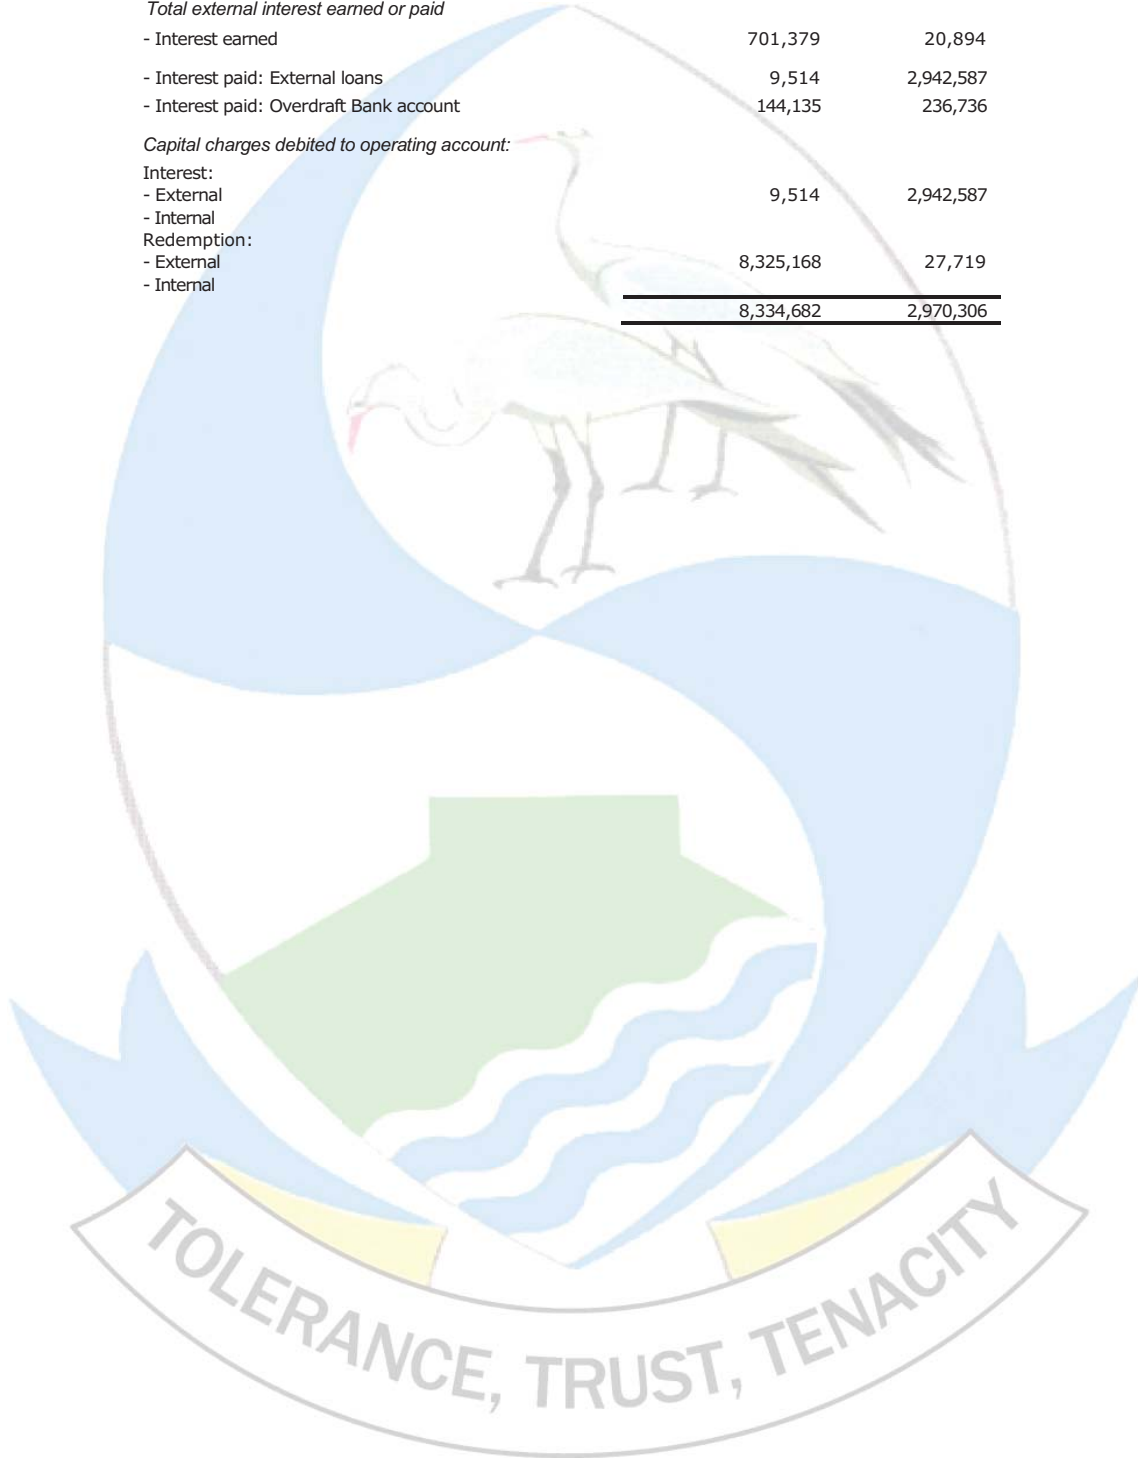 Total external interest earned or paid
- Interest earned 701,379 20,894
- Interest paid: External loans 9,514 2,942,587
- Interest paid: Overdraft Bank account 144,135 236,736
Capital charges debited to operating account:
Interest:
- External 9,514 2,942,587
- Internal
Redemption:
- External 8,325,168 27,719
- Internal
8,334,682 2,970,306
TOLERANCE, TRUST, TENACITY